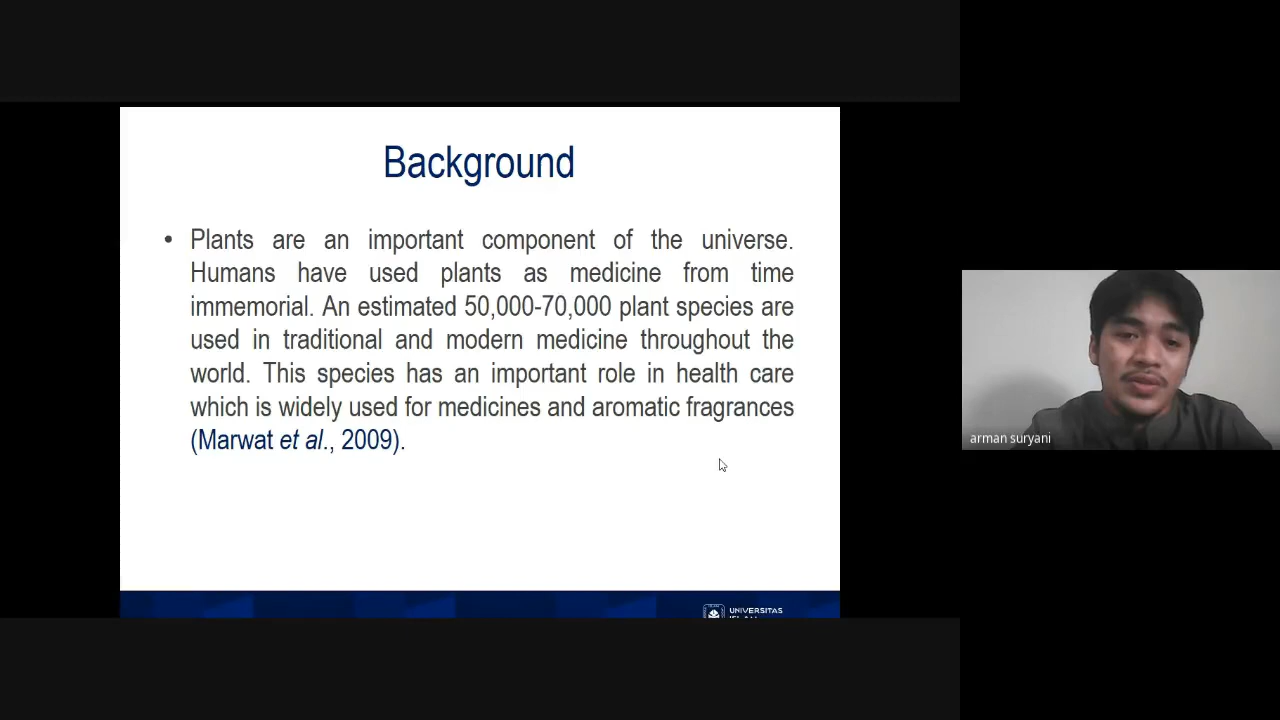 Background
• Plants are an important component of the universe.
Humans have used plants as medicine from time
immemorial. An estimated 50,000-70,000 plant species are
used in traditional and modern medicine throughout the
world. This species has an important role in health care
which is widely used for medicines and aromatic fragrances
(Marwat et al., 2009).
arman suryani
UNIVERSITAS